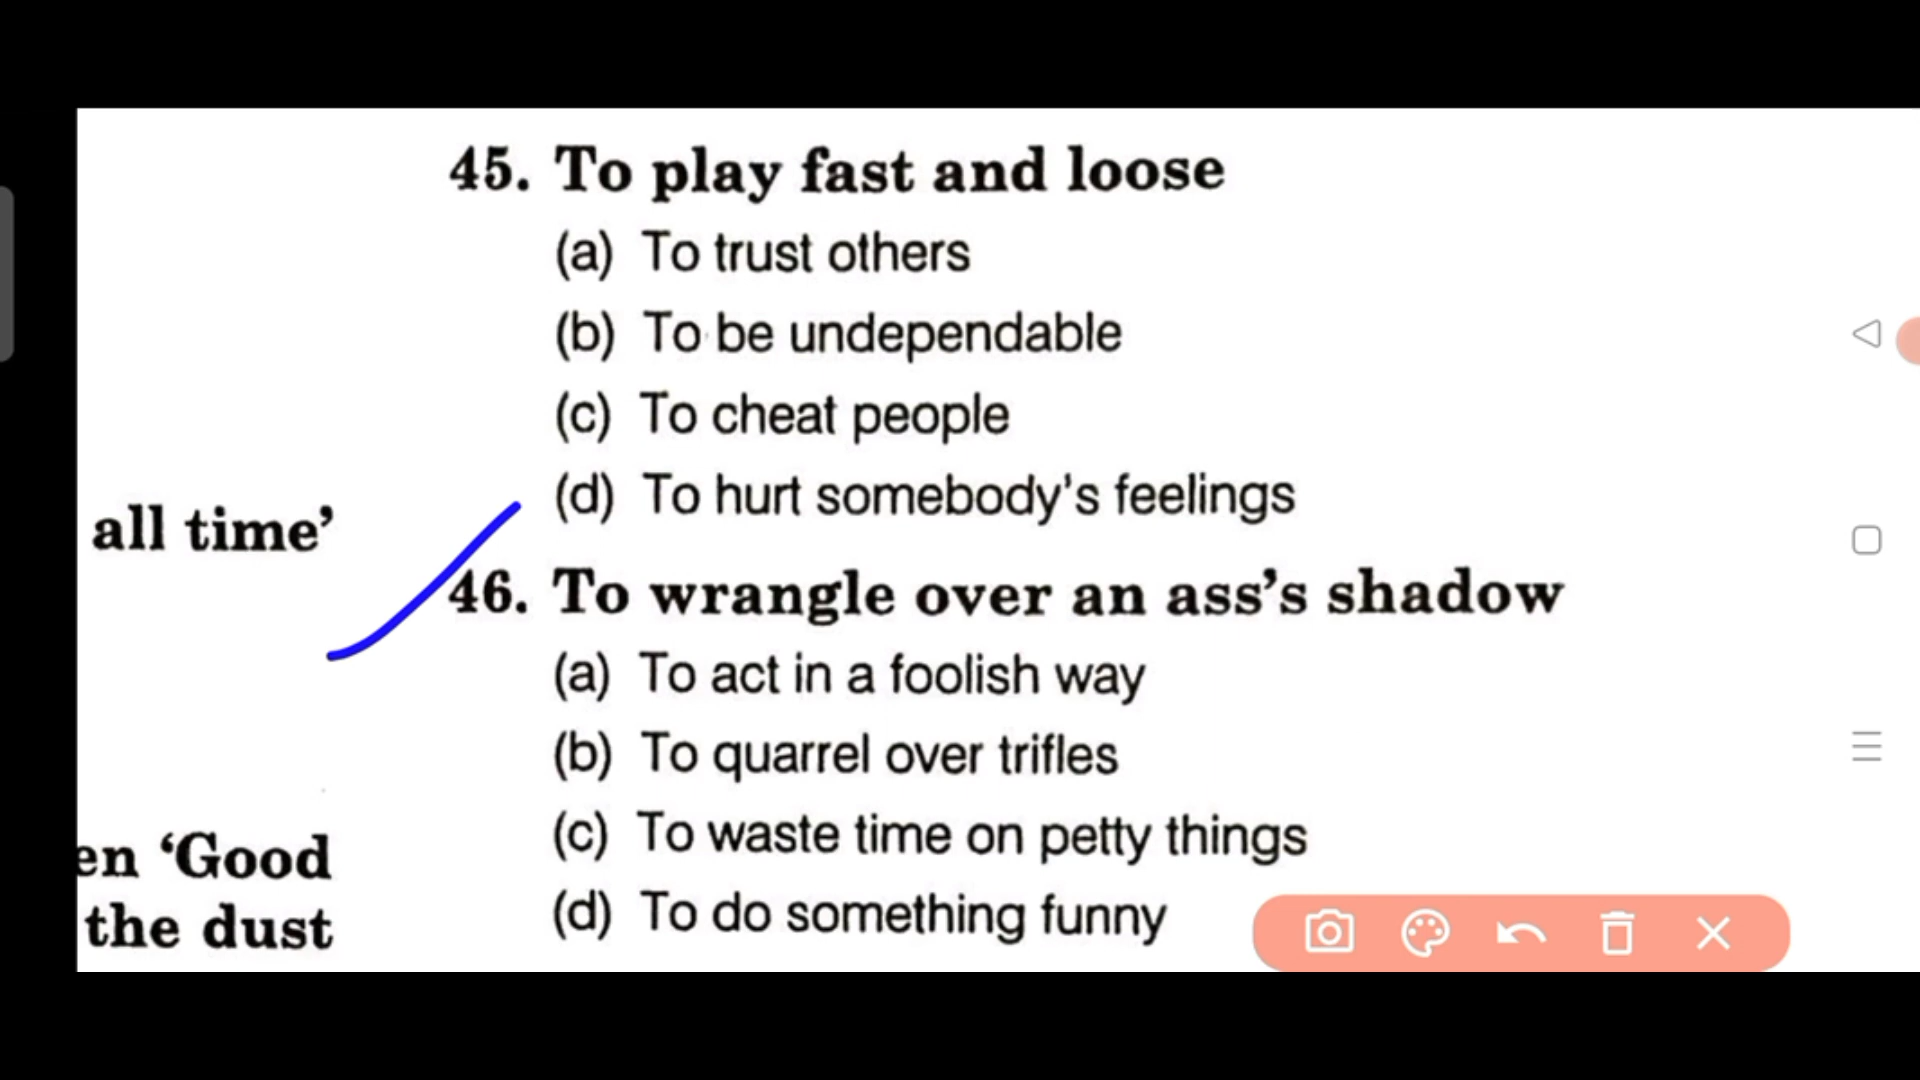 45. To play fast and loose
(a) To trust others
(b) To be undependable
(c) To cheat people
(d) To hurt somebody's feelings
all time’
46. To wrangle over an ass’s shadow
(a) To act in a foolish way
(b) To quarrel over trifles
(c) To waste time on petty things
(d) To do something funny
en ‘Good
the dust